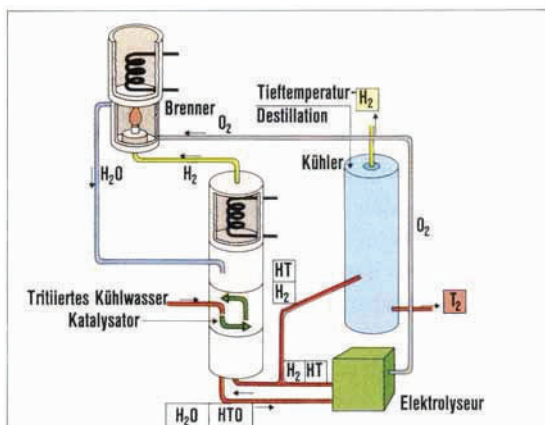 Brenner
O₂
Tieftemperatur-
Destillation
H₂
Kühler
H₂O
H₂
O₂
HT
H₂
Tritiiertes Kühlwasser
Katalysator
T₂
H₂ HT
Elektrolyseur
H₂O HTO